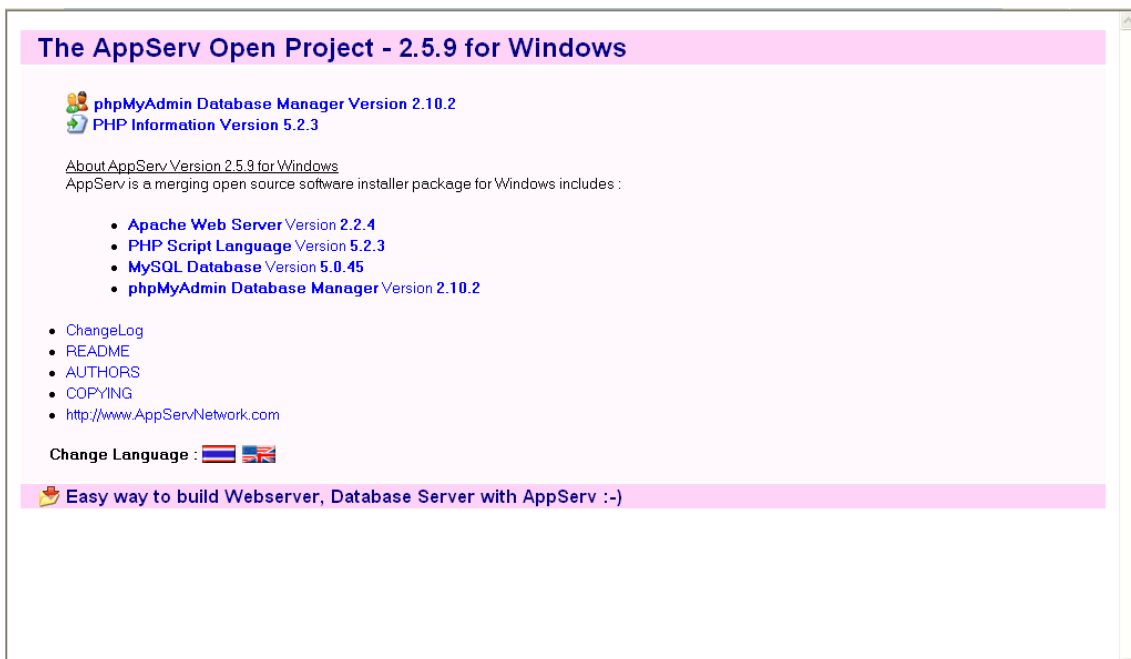 The AppServ Open Project - 2.5.9 for Windows
phpMyAdmin Database Manager Version 2.10.2
PHP Information Version 5.2.3
About AppServ Version 2.5.9 for Windows
AppServ is a merging open source software installer package for Windows includes :
Apache Web Server Version 2.2.4
PHP Script Language Version 5.2.3
MySQL Database Version 5.0.45
phpMyAdmin Database Manager Version 2.10.2
ChangeLog
README
AUTHORS
COPYING
http://www.AppServNetwork.com
Change Language :
Easy way to build Webserver, Database Server with AppServ :-)